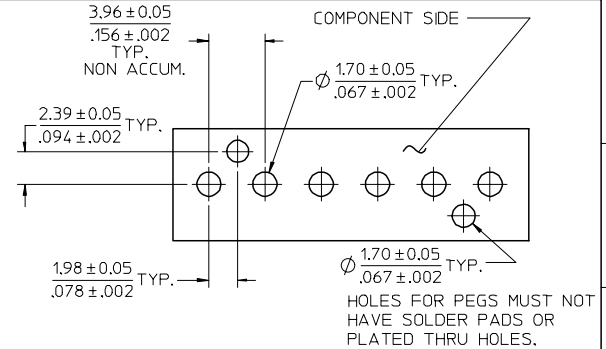 3.96±0.05
.156±.002
TYP.
NON ACCUM.
COMPONENT SIDE
Ø 1.70±0.05 TYP.
.067±.002
2.39±0.05 TYP.
.094±.002
1.98±0.05 TYP.
.078±.002
Ø 1.70±0.05 TYP.
.067±.002
HOLES FOR PEGS MUST NOT
HAVE SOLDER PADS OR
PLATED THRU HOLES.